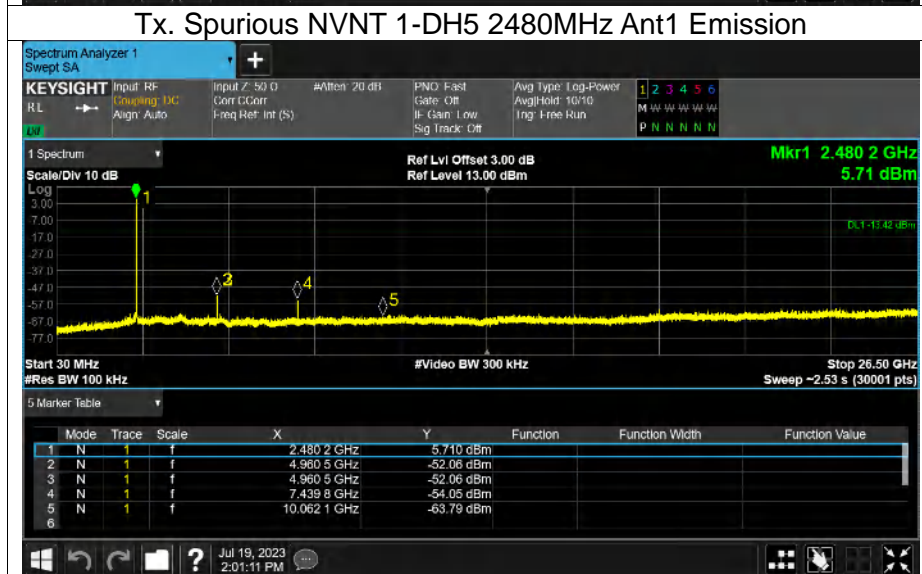 Tx. Spurious NVNT 1-DH5 2480MHz Ant1 Emission
Spectrum Analyzer 1
Swept SA
+
KEYSIGHT Input: RF Input Z: 50 Ω #Atten: 20 dB PNO: Fast Avg Type: Log-Power 1 2 3 4 5 6
RL Coupling: DC Corr CCorr Gate: Off Avg|Hold: 10/10 M W W W W W
Align: Auto Freq Ref: Int (S) IF Gain: Low Trig: Free Run
Sig Track: Off P N N N N N
1 Spectrum Ref Lvl Offset 3.00 dB Mkr1 2.480 2 GHz
Scale/Div 10 dB Ref Level 13.00 dBm 5.71 dBm
Log
1
3.00
-7.00
DL1 -13.42 dBm
-17.0
-27.0
-37.0
3 4
-47.0
5
-57.0
-67.0
-77.0
Start 30 MHz #Video BW 300 kHz Stop 26.50 GHz
#Res BW 100 kHz Sweep ~2.53 s (30001 pts)
5 Marker Table
Mode Trace Scale X Y Function Function Width Function Value
1 N 1 f 2.480 2 GHz 5.710 dBm
2 N 1 f 4.960 5 GHz -52.06 dBm
3 N 1 f 4.960 5 GHz -52.06 dBm
4 N 1 f 7.439 8 GHz -54.05 dBm
5 N 1 f 10.062 1 GHz -63.79 dBm
6
? Jul 19, 2023
2:01:11 PM